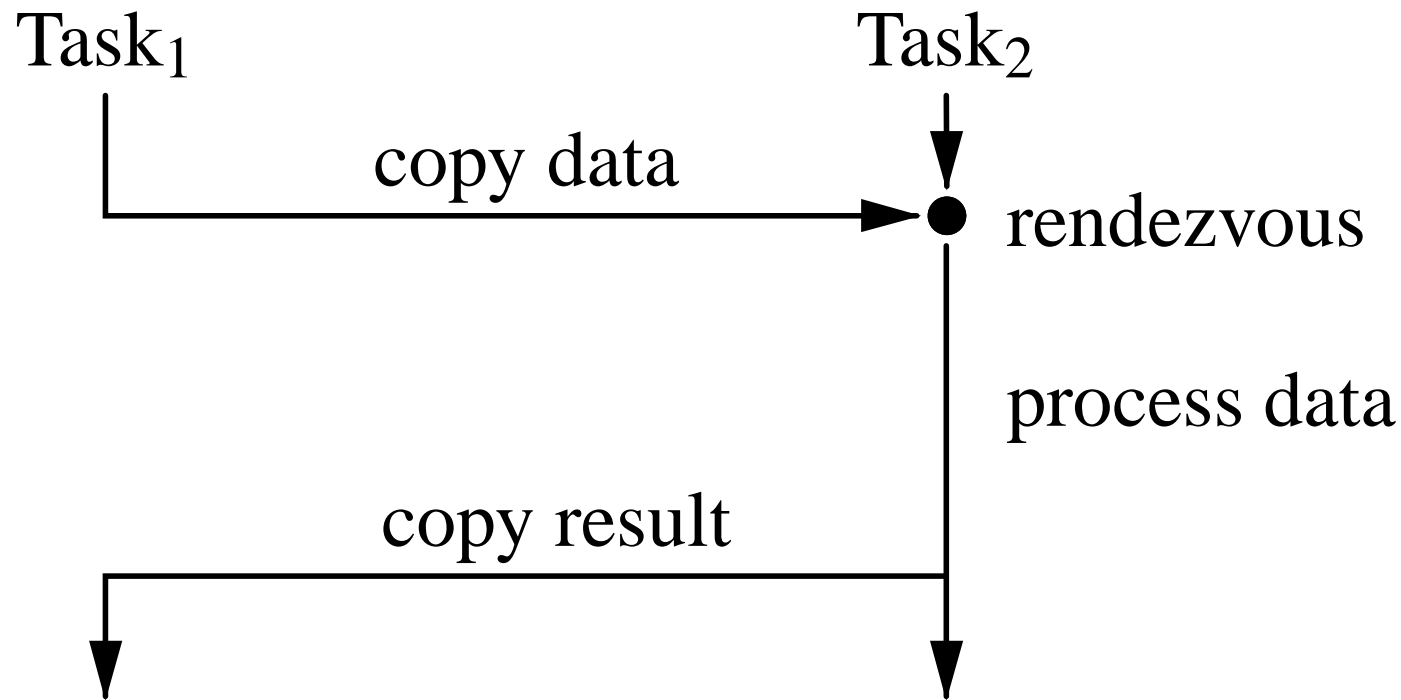 Task₁ Task₂
copy data
rendezvous
process data
copy result